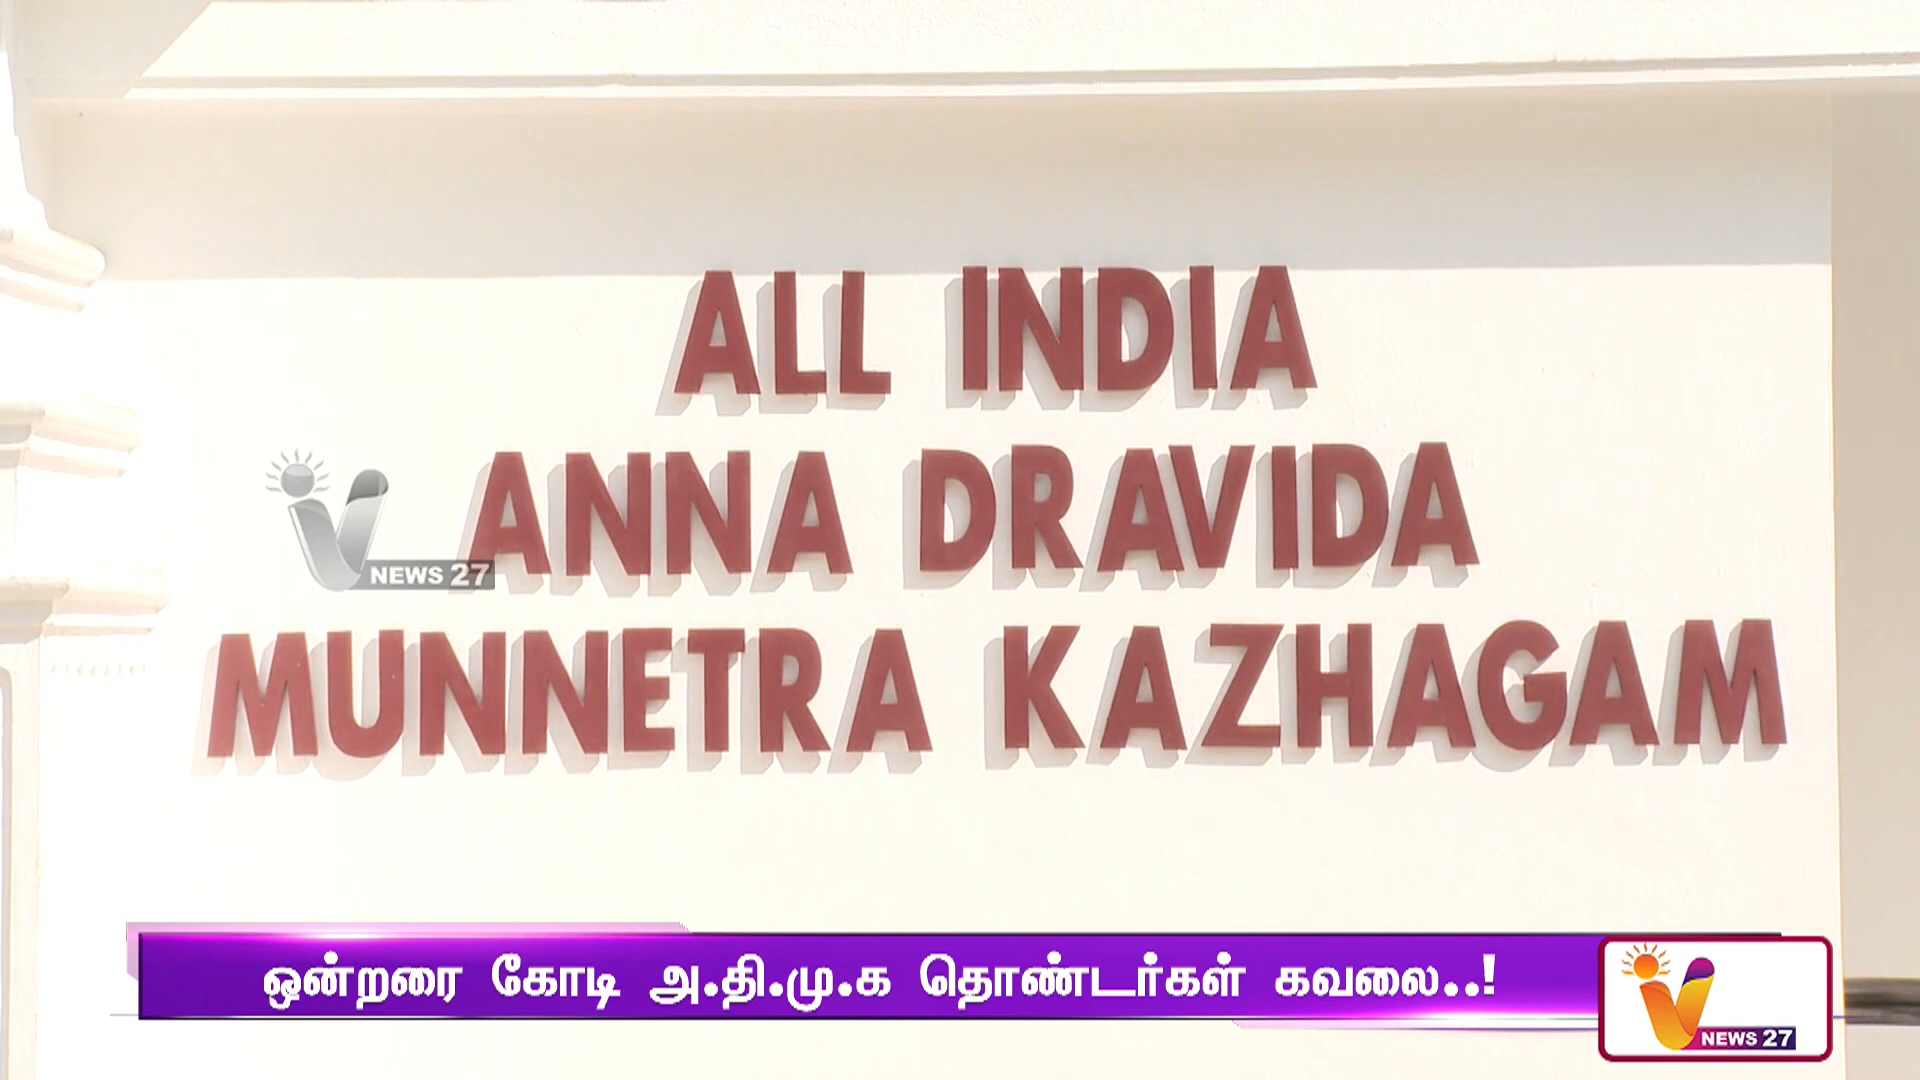 ALL INDIA
ANNA DRAVIDA
NEWS 27
MUNNETRA KAZHAGAM
ஒன்றரை கோடி அ.தி.மு.க தொண்டர்கள் கவலை..!
NEWS 27